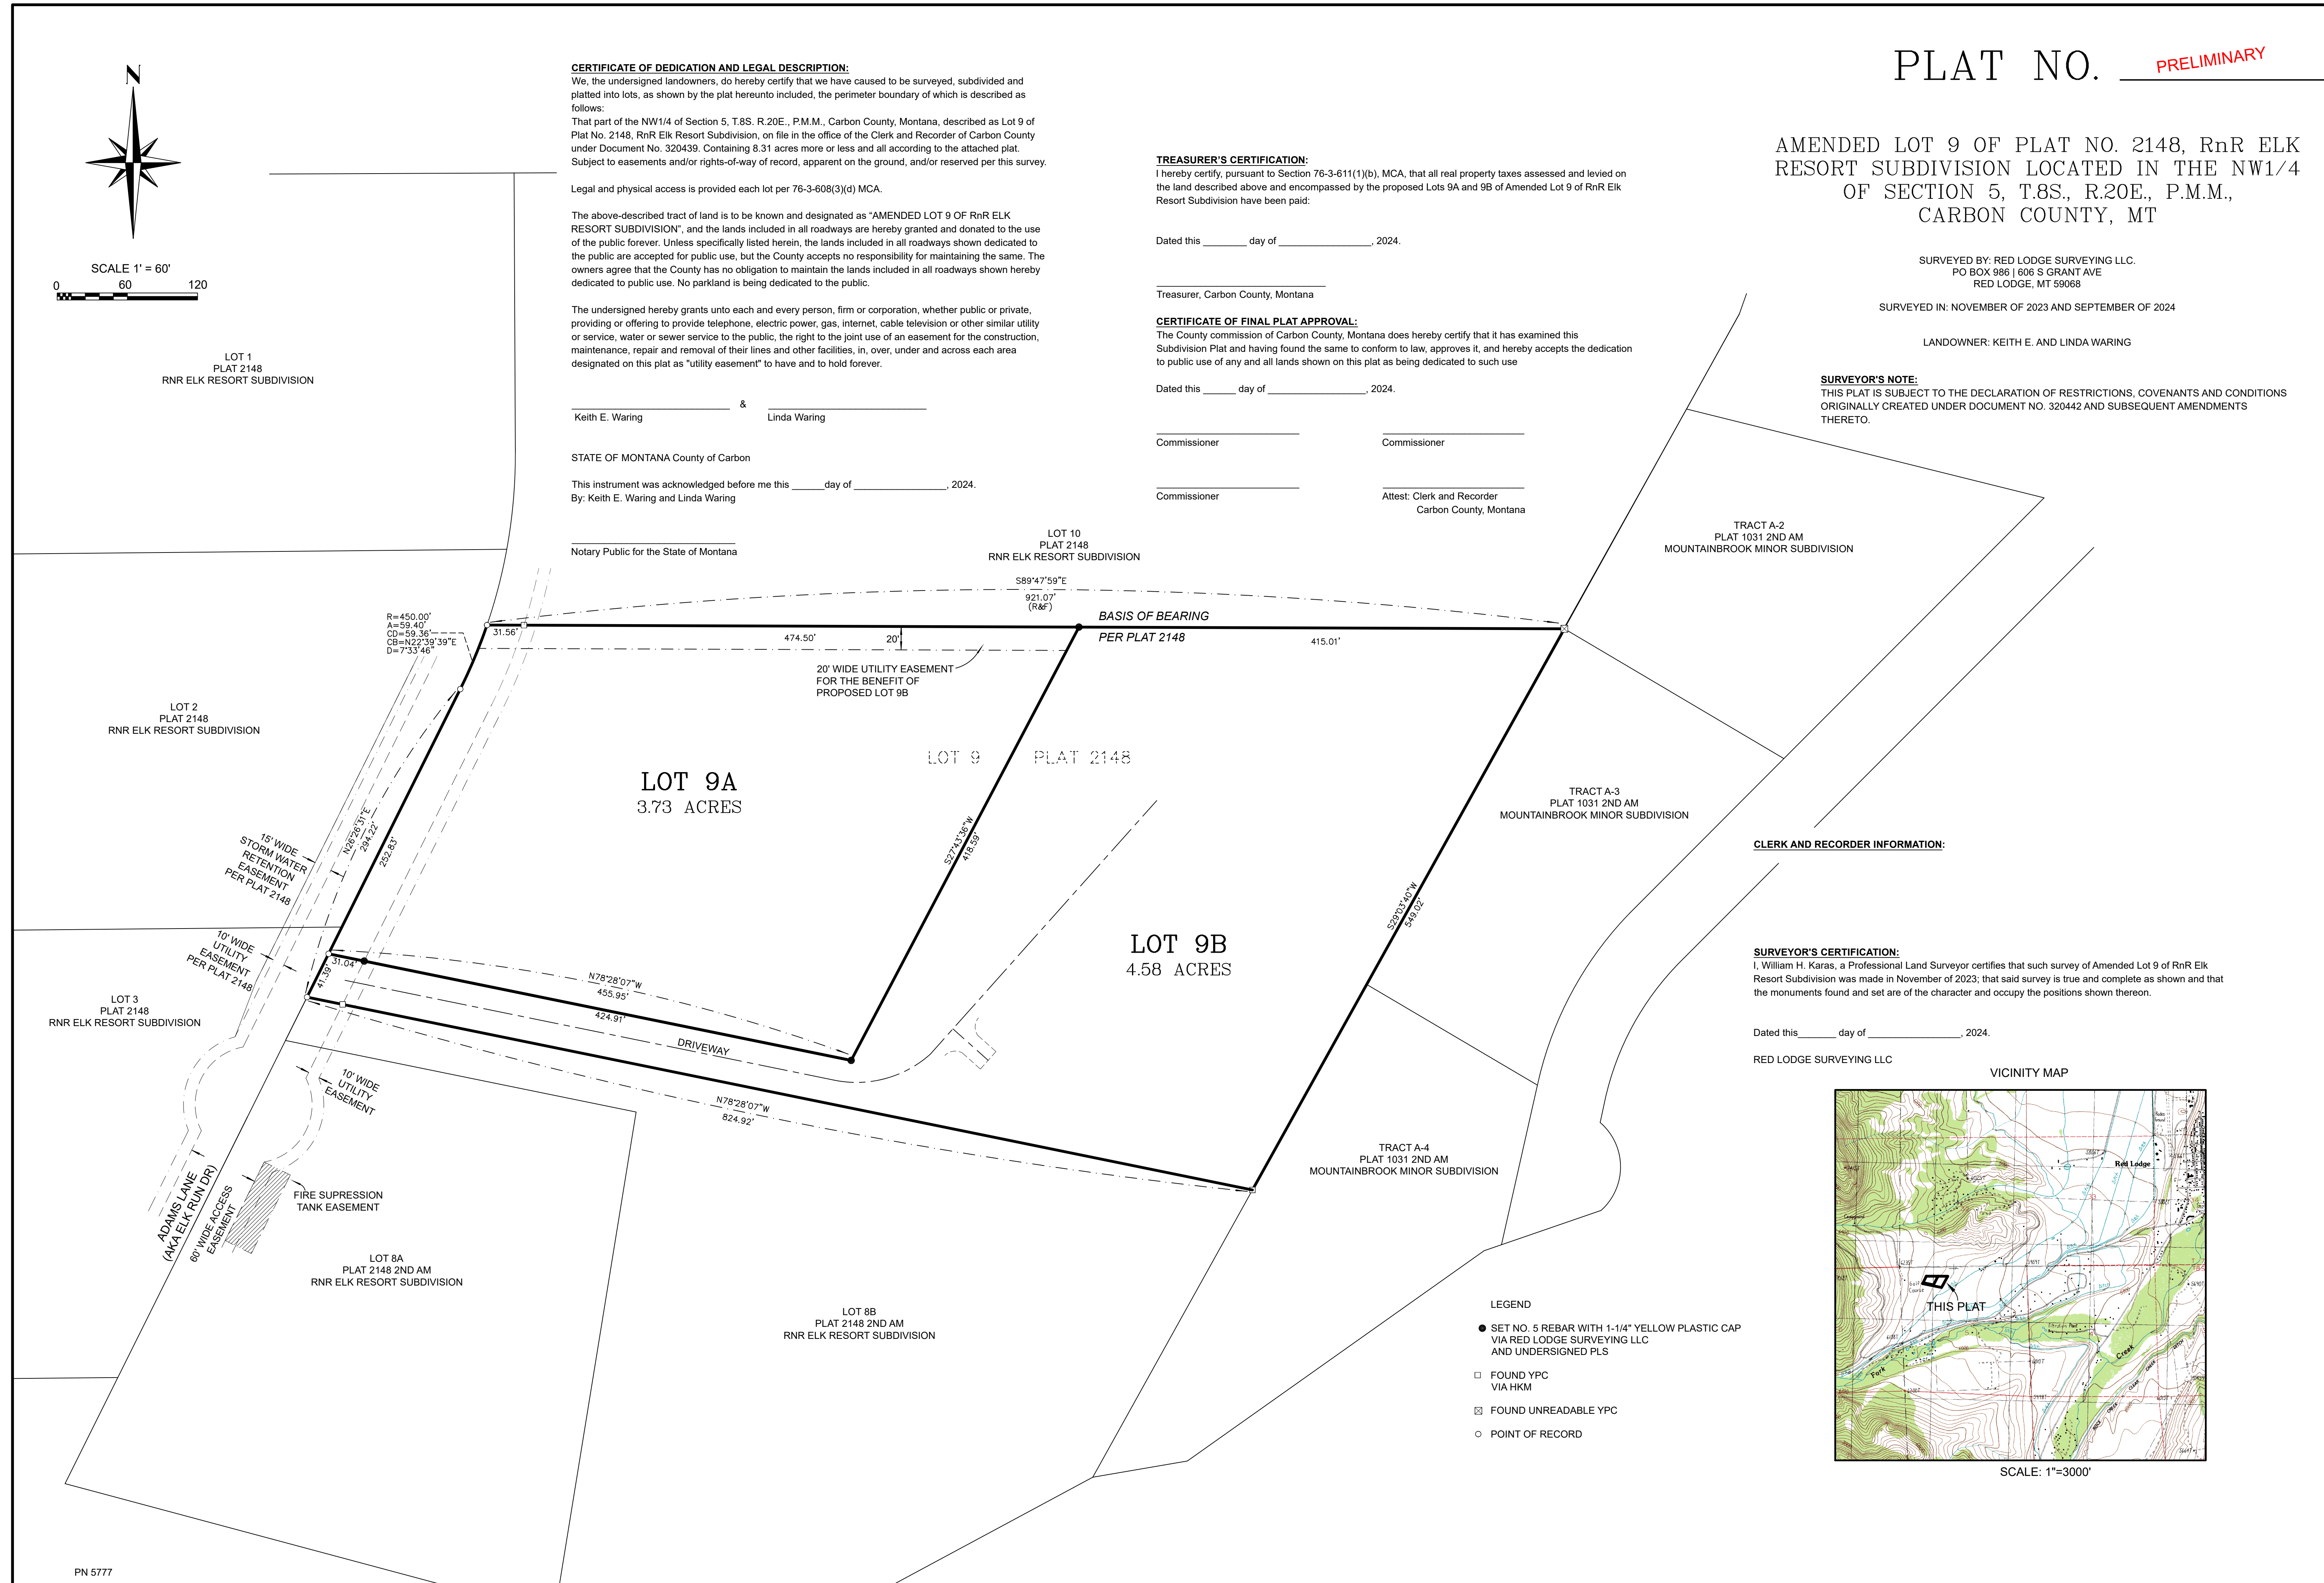 PLAT NO.
PRELIMINARY
AMENDED LOT 9 OF PLAT NO. 2148, RnR ELK
RESORT SUBDIVISION LOCATED IN THE NW1/4
OF SECTION 5, T.8S., R.20E., P.M.M.,
CARBON COUNTY, MT
SURVEYED BY: RED LODGE SURVEYING LLC.
PO BOX 986 | 606 S GRANT AVE
RED LODGE, MT 59068
SURVEYED IN: NOVEMBER OF 2023 AND SEPTEMBER OF 2024
LANDOWNER: KEITH E. AND LINDA WARING
SURVEYOR'S NOTE:
THIS PLAT IS SUBJECT TO THE DECLARATION OF RESTRICTIONS, COVENANTS AND CONDITIONS
ORIGINALLY CREATED UNDER DOCUMENT NO. 320442 AND SUBSEQUENT AMENDMENTS
THERETO.
N
SCALE 1' = 60'
0 60 120
CERTIFICATE OF DEDICATION AND LEGAL DESCRIPTION:
We, the undersigned landowners, do hereby certify that we have caused to be surveyed, subdivided and
platted into lots, as shown by the plat hereunto included, the perimeter boundary of which is described as
follows:
That part of the NW1/4 of Section 5, T.8S. R.20E., P.M.M., Carbon County, Montana, described as Lot 9 of
Plat No. 2148, RnR Elk Resort Subdivision, on file in the office of the Clerk and Recorder of Carbon County
under Document No. 320439. Containing 8.31 acres more or less and all according to the attached plat.
Subject to easements and/or rights-of-way of record, apparent on the ground, and/or reserved per this survey.
Legal and physical access is provided each lot per 76-3-608(3)(d) MCA.
The above-described tract of land is to be known and designated as “AMENDED LOT 9 OF RnR ELK
RESORT SUBDIVISION”, and the lands included in all roadways are hereby granted and donated to the use
of the public forever. Unless specifically listed herein, the lands included in all roadways shown dedicated to
the public are accepted for public use, but the County accepts no responsibility for maintaining the same. The
owners agree that the County has no obligation to maintain the lands included in all roadways shown hereby
dedicated to public use. No parkland is being dedicated to the public.
The undersigned hereby grants unto each and every person, firm or corporation, whether public or private,
providing or offering to provide telephone, electric power, gas, internet, cable television or other similar utility
or service, water or sewer service to the public, the right to the joint use of an easement for the construction,
maintenance, repair and removal of their lines and other facilities, in, over, under and across each area
designated on this plat as "utility easement" to have and to hold forever.
&
Keith E. Waring Linda Waring
STATE OF MONTANA County of Carbon
This instrument was acknowledged before me this ______day of _________________, 2024.
By: Keith E. Waring and Linda Waring
Notary Public for the State of Montana
TREASURER'S CERTIFICATION:
I hereby certify, pursuant to Section 76-3-611(1)(b), MCA, that all real property taxes assessed and levied on
the land described above and encompassed by the proposed Lots 9A and 9B of Amended Lot 9 of RnR Elk
Resort Subdivision have been paid:
Dated this ________ day of _________________, 2024.
Treasurer, Carbon County, Montana
CERTIFICATE OF FINAL PLAT APPROVAL:
The County commission of Carbon County, Montana does hereby certify that it has examined this
Subdivision Plat and having found the same to conform to law, approves it, and hereby accepts the dedication
to public use of any and all lands shown on this plat as being dedicated to such use
Dated this ______ day of __________________, 2024.
Commissioner Commissioner
Commissioner Attest: Clerk and Recorder
Carbon County, Montana
LOT 1
PLAT 2148
RNR ELK RESORT SUBDIVISION
LOT 10
PLAT 2148
RNR ELK RESORT SUBDIVISION
TRACT A-2
PLAT 1031 2ND AM
MOUNTAINBROOK MINOR SUBDIVISION
S89°47'59"E
921.07'
(R&F)
BASIS OF BEARING
PER PLAT 2148
R=450.00'
A=59.40'
CD=59.36'
CB=N22°39'39"E
D=7°33'46"
31.56'
474.50'
20'
415.01'
20' WIDE UTILITY EASEMENT
FOR THE BENEFIT OF
PROPOSED LOT 9B
LOT 2
PLAT 2148
RNR ELK RESORT SUBDIVISION
LOT 9 PLAT 2148
LOT 9A
3.73 ACRES
TRACT A-3
PLAT 1031 2ND AM
MOUNTAINBROOK MINOR SUBDIVISION
N26°26'31"E
294.22'
252.83'
S27°43'36"W
418.59'
S29°03'40"W
549.02'
15' WIDE
STORM WATER
RETENTION
EASEMENT
PER PLAT 2148
10' WIDE
UTILITY
EASEMENT
PER PLAT 2148
LOT 9B
4.58 ACRES
31.04'
41.39'
N78°28'07"W
455.95'
424.91'
DRIVEWAY
N78°28'07"W
824.92'
LOT 3
PLAT 2148
RNR ELK RESORT SUBDIVISION
10' WIDE
UTILITY
EASEMENT
FIRE SUPRESSION
TANK EASEMENT
ADAMS LANE
(AKA ELK RUN DR)
60' WIDE ACCESS
EASEMENT
TRACT A-4
PLAT 1031 2ND AM
MOUNTAINBROOK MINOR SUBDIVISION
LOT 8A
PLAT 2148 2ND AM
RNR ELK RESORT SUBDIVISION
LOT 8B
PLAT 2148 2ND AM
RNR ELK RESORT SUBDIVISION
CLERK AND RECORDER INFORMATION:
SURVEYOR'S CERTIFICATION:
I, William H. Karas, a Professional Land Surveyor certifies that such survey of Amended Lot 9 of RnR Elk
Resort Subdivision was made in November of 2023; that said survey is true and complete as shown and that
the monuments found and set are of the character and occupy the positions shown thereon.
Dated this_______ day of _________________, 2024.
RED LODGE SURVEYING LLC
VICINITY MAP
Red Lodge
THIS PLAT
Fork
Creek
SCALE: 1"=3000'
LEGEND
SET NO. 5 REBAR WITH 1-1/4" YELLOW PLASTIC CAP
VIA RED LODGE SURVEYING LLC
AND UNDERSIGNED PLS
FOUND YPC
VIA HKM
FOUND UNREADABLE YPC
POINT OF RECORD
PN 5777